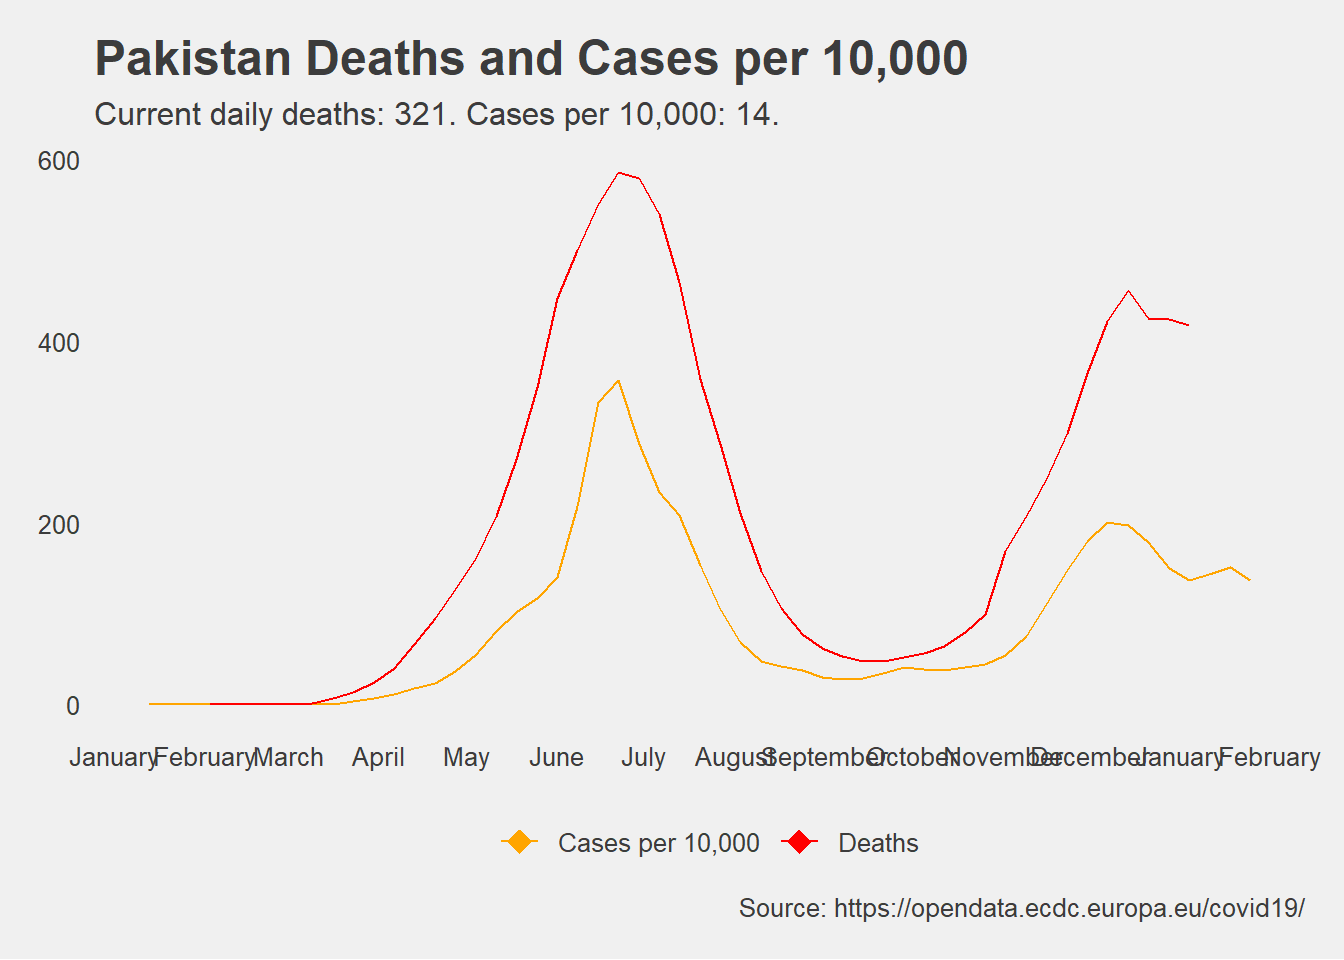 Pakistan Deaths and Cases per 10,000
Current daily deaths: 321. Cases per 10,000: 14.
600
400
200
0
January February March April May June July August September October November December January February
Cases per 10,000 Deaths
Source: https://opendata.ecdc.europa.eu/covid19/